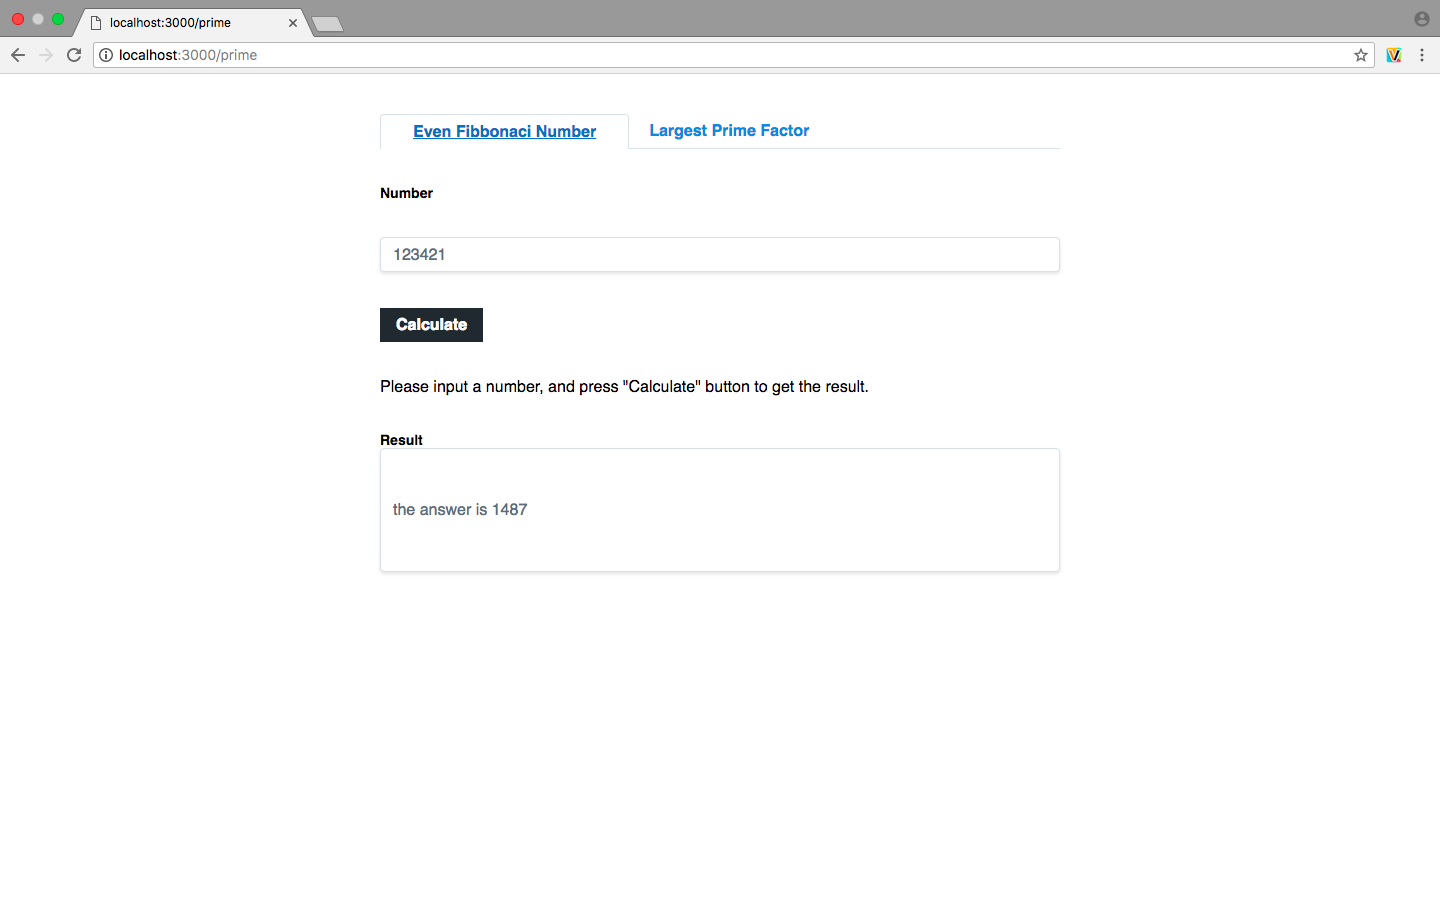 localhost:3000/prime
localhost:3000/prime
Even Fibbonaci Number Largest Prime Factor
Number
123421
Calculate
Please input a number, and press "Calculate" button to get the result.
Result
the answer is 1487